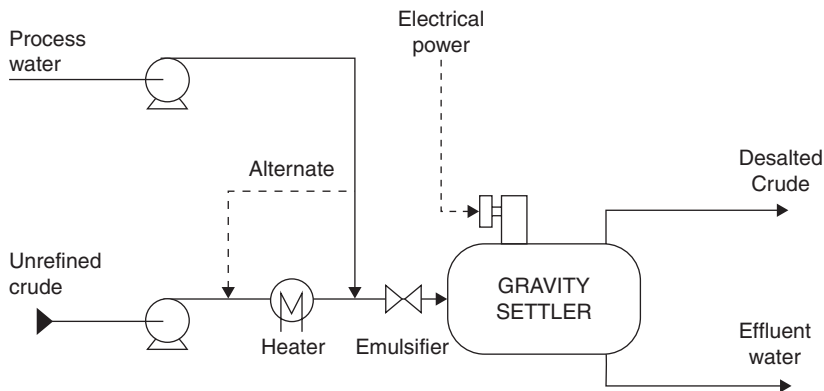 Electrical
power
Process
water
Alternate
Desalted
Crude
Unrefined
crude
GRAVITY
SETTLER
Heater
Emulsifier
Effluent
water